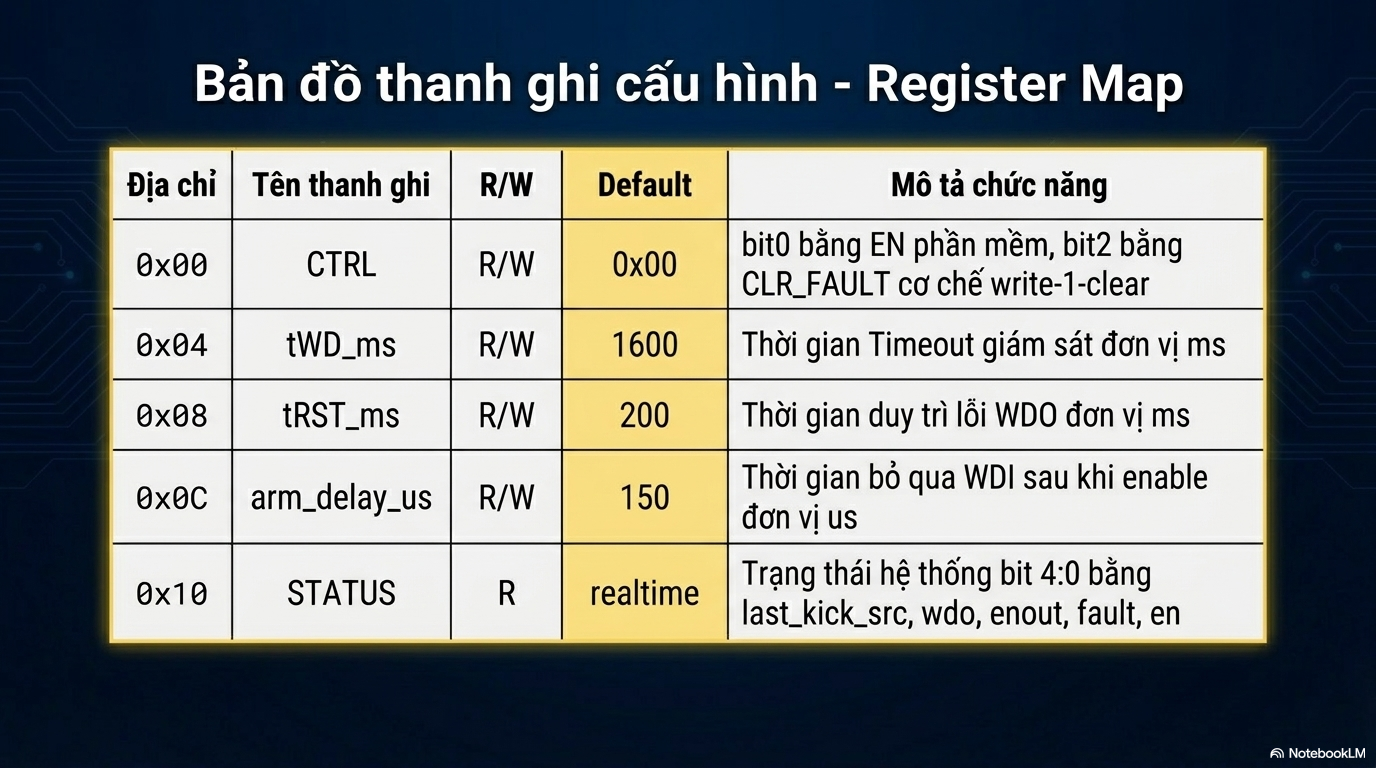 Bản đồ thanh ghi cấu hình - Register Map
Địa chỉ
Tên thanh ghi
R/W
Default
Mô tả chức năng
0x00
CTRL
R/W
0x00
bit0 bằng EN phần mềm, bit2 bằng
CLR_FAULT cơ chế write-1-clear
0x04
tWD_ms
R/W
1600
Thời gian Timeout giám sát đơn vị ms
0x08
tRST_ms
R/W
200
Thời gian duy trì lỗi WDO đơn vị ms
0x0C
arm_delay_us
R/W
150
Thời gian bỏ qua WDI sau khi enable
đơn vị us
0x10
STATUS
R
realtime
Trạng thái hệ thống bit 4:0 bằng
last_kick_src, wdo, enout, fault, en
NotebookLM